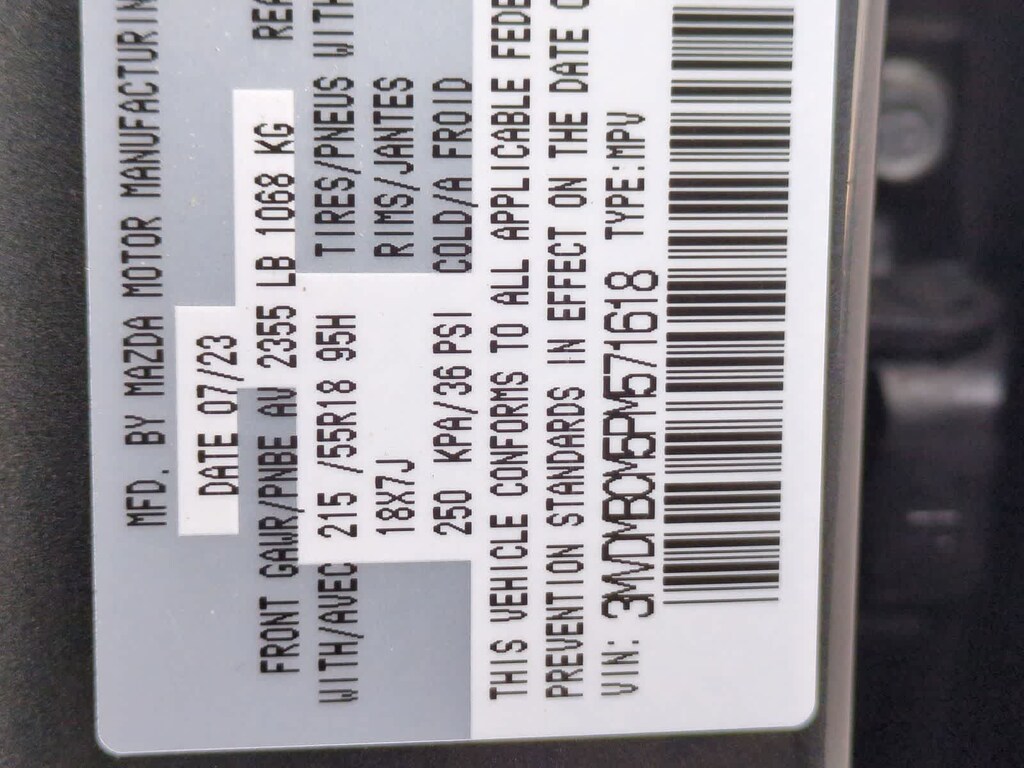 MFD. BY MAZDA MOTOR MANUFACTURIN
DATE 07/23
FRONT GAWR/PNBE AV 2355 LB 1068 KG REA
WITH/AVEC 215 /55R18 95H TIRES/PNEUS WITH
18X7J RIMS/JANTES
250 KPA/36 PSI COLD/A FROID
THIS VEHICLE CONFORMS TO ALL APPLICABLE FEDE
PREVENTION STANDARDS IN EFFECT ON THE DATE O
VIN: 3MVDMBCM5PM571618 TYPE:MPV